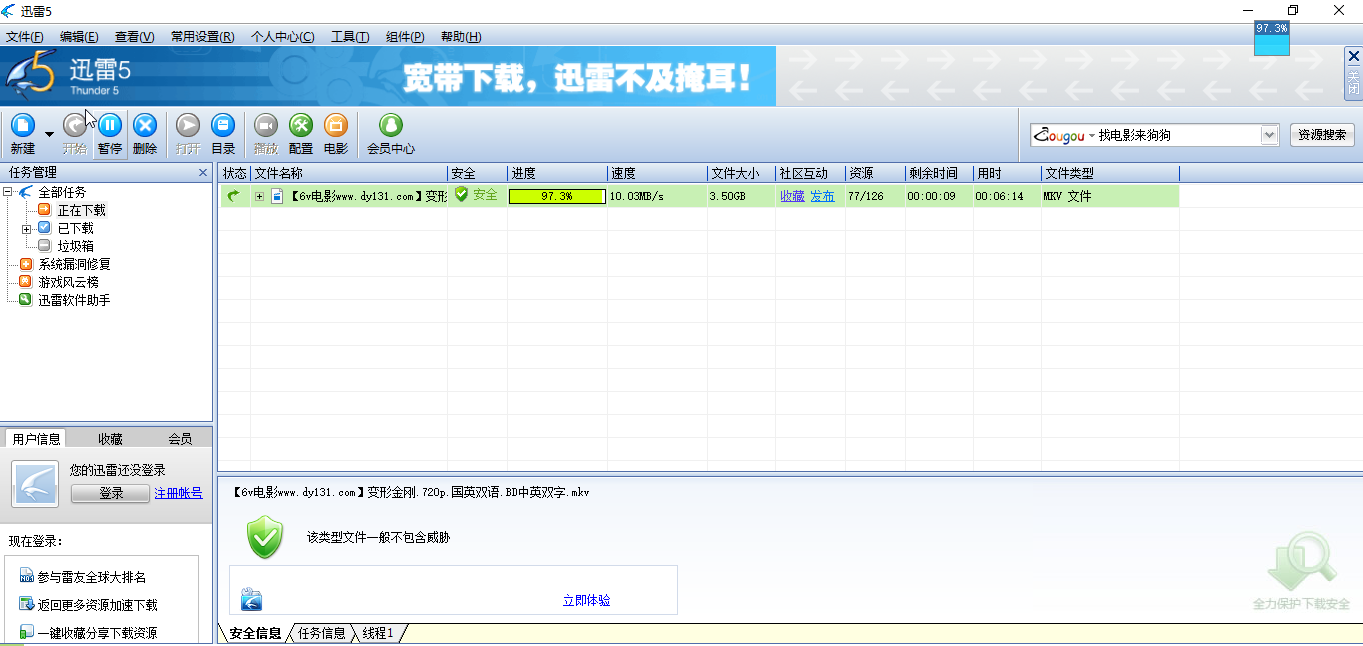 迅雷5
文件(F) 编辑(E) 查看(V) 常用设置(R) 个人中心(C) 工具(T) 组件(P) 帮助(H)
97.3%
5 迅雷5
Thunder 5
宽带下载，迅雷不及掩耳！
关闭
新建 开始 暂停 删除 打开 目录 播放 配置 电影 会员中心
Gougou 找电影来狗狗 资源搜索
任务管理
全部任务
正在下载
已下载
垃圾箱
系统漏洞修复
游戏风云榜
迅雷软件助手
状态 文件名称 安全 进度 速度 文件大小 社区互动 资源 剩余时间 用时 文件类型
【6v电影www.dy131.com】变形 安全 97.3% 10.03MB/s 3.50GB 收藏 发布 77/126 00:00:09 00:06:14 MKV 文件
用户信息 收藏 会员
您的迅雷还没登录
登录 注册帐号
现在登录：
参与雷友全球大排名
返回更多资源加速下载
一键收藏分享下载资源
【6v电影www.dy131.com】变形金刚.720p.国英双语.BD中英双字.mkv
该类型文件一般不包含威胁
立即体验
全力保护下载安全
安全信息 任务信息 线程1